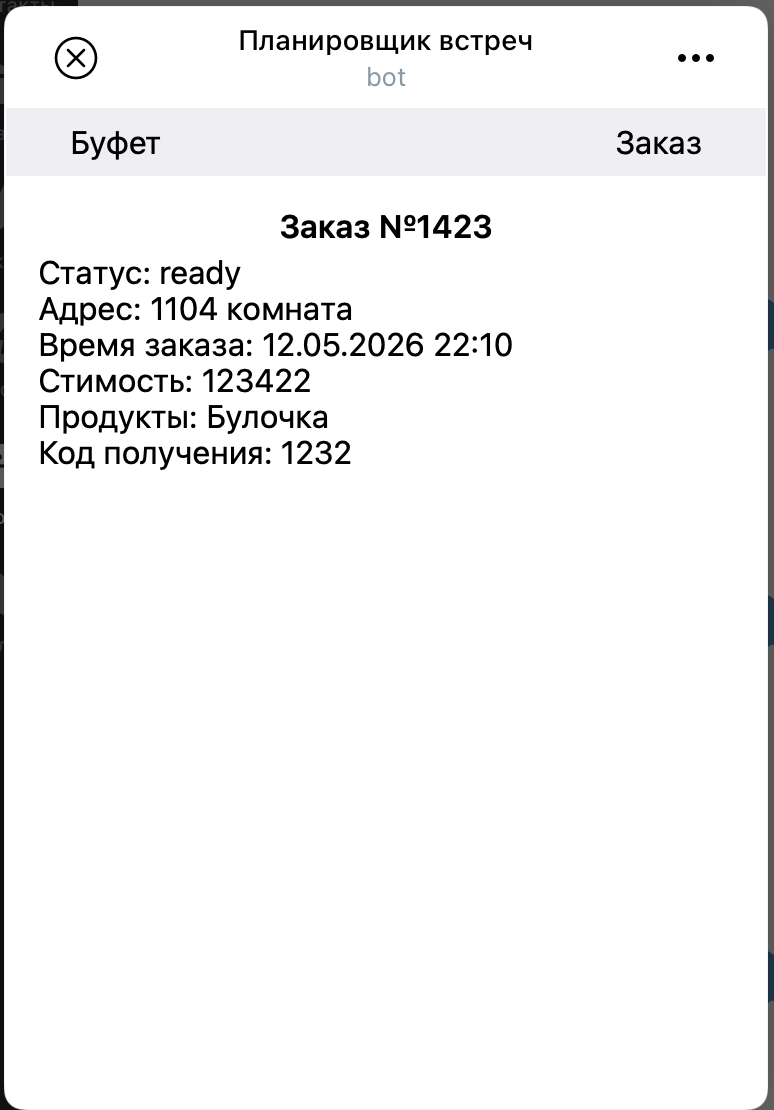 Планировщик встреч
bot
Буфет
Заказ
Заказ №1423
Статус: ready
Адрес: 1104 комната
Время заказа: 12.05.2026 22:10
Стимость: 123422
Продукты: Булочка
Код получения: 1232